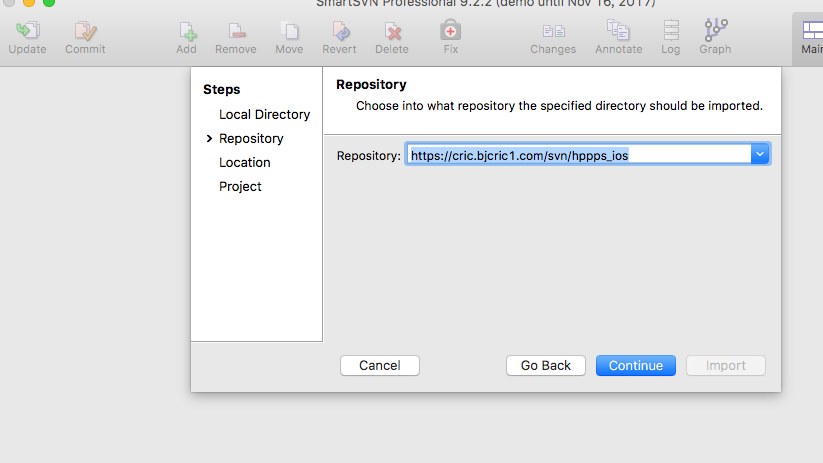 SmartSVN Professional 9.2.2 (demo until Nov 16, 2017)
Update Commit Add Remove Move Revert Delete Fix Changes Annotate Log Graph
Steps
Local Directory
Repository
Location
Project
Repository
Choose into what repository the specified directory should be imported.
Repository: https://cric.bjcric1.com/svn/hppps_ios
Cancel Go Back Continue Import